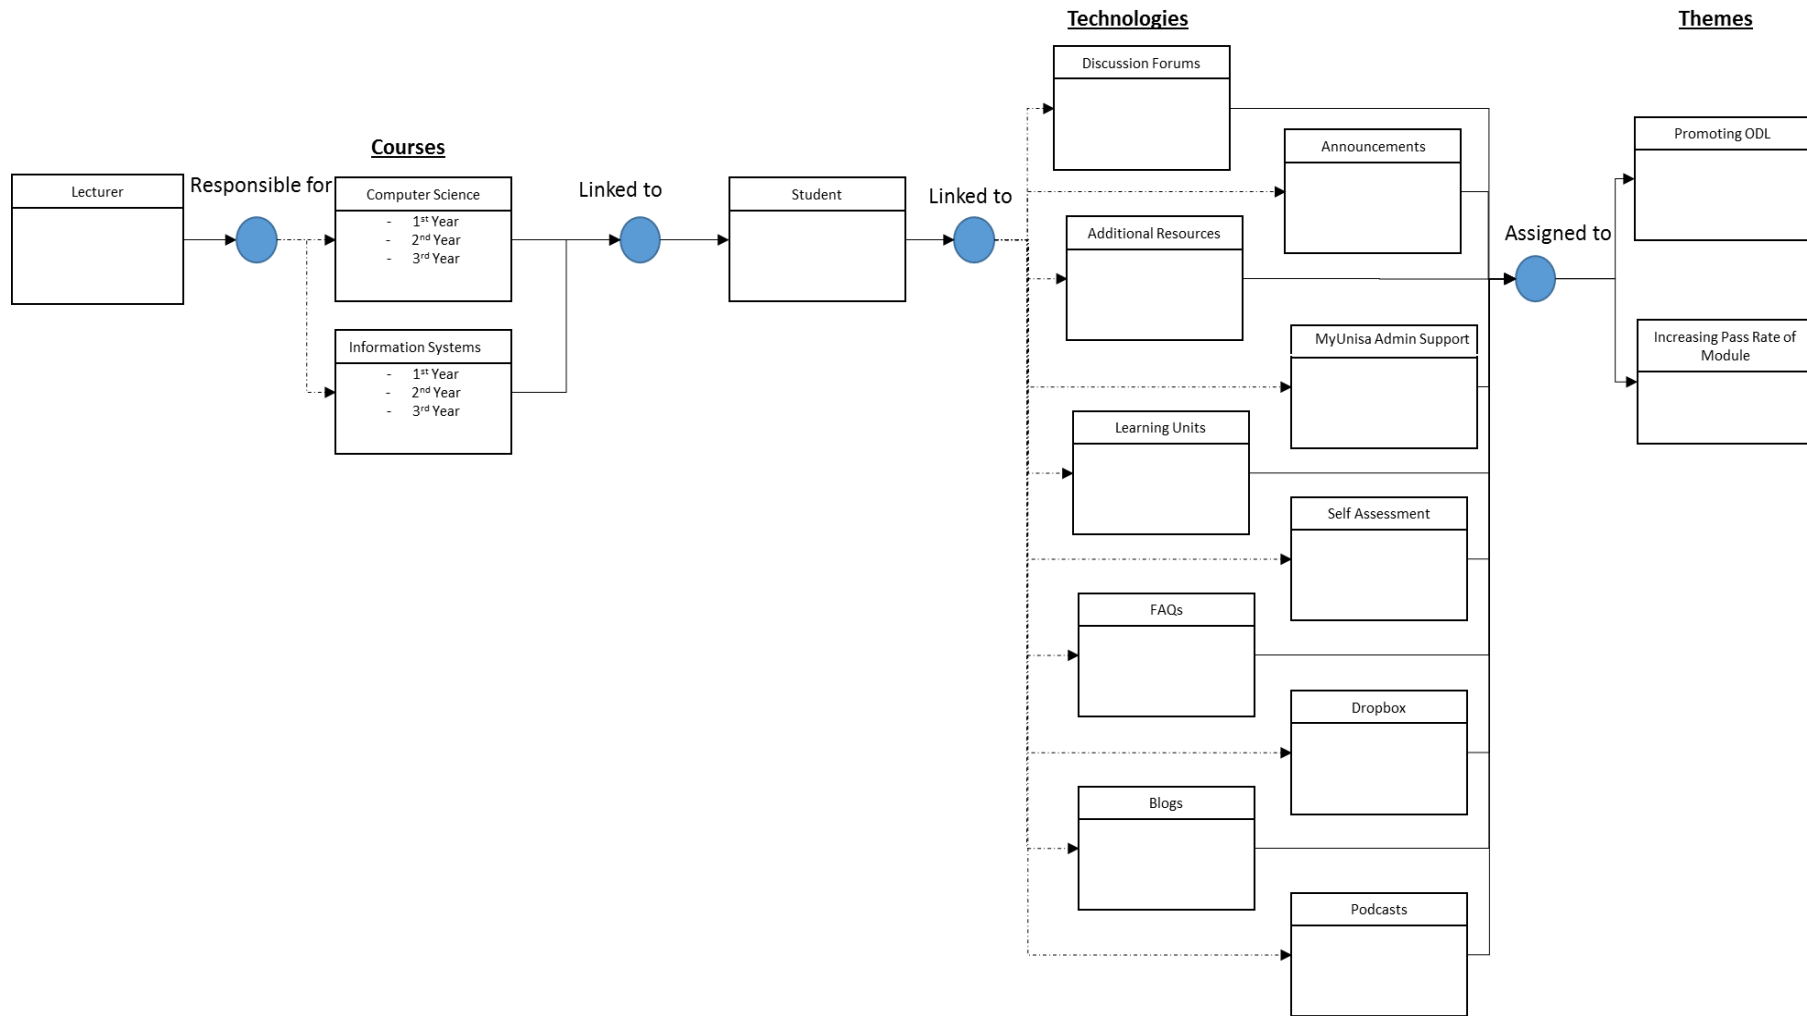 Technologies
Themes
Discussion Forums
Promoting ODL
Announcements
Courses
Lecturer
Responsible for
Computer Science
- 1st Year
- 2nd Year
- 3rd Year
Linked to
Student
Linked to
Additional Resources
Assigned to
Information Systems
- 1st Year
- 2nd Year
- 3rd Year
MyUnisa Admin Support
Increasing Pass Rate of
Module
Learning Units
Self Assessment
FAQs
Dropbox
Blogs
Podcasts